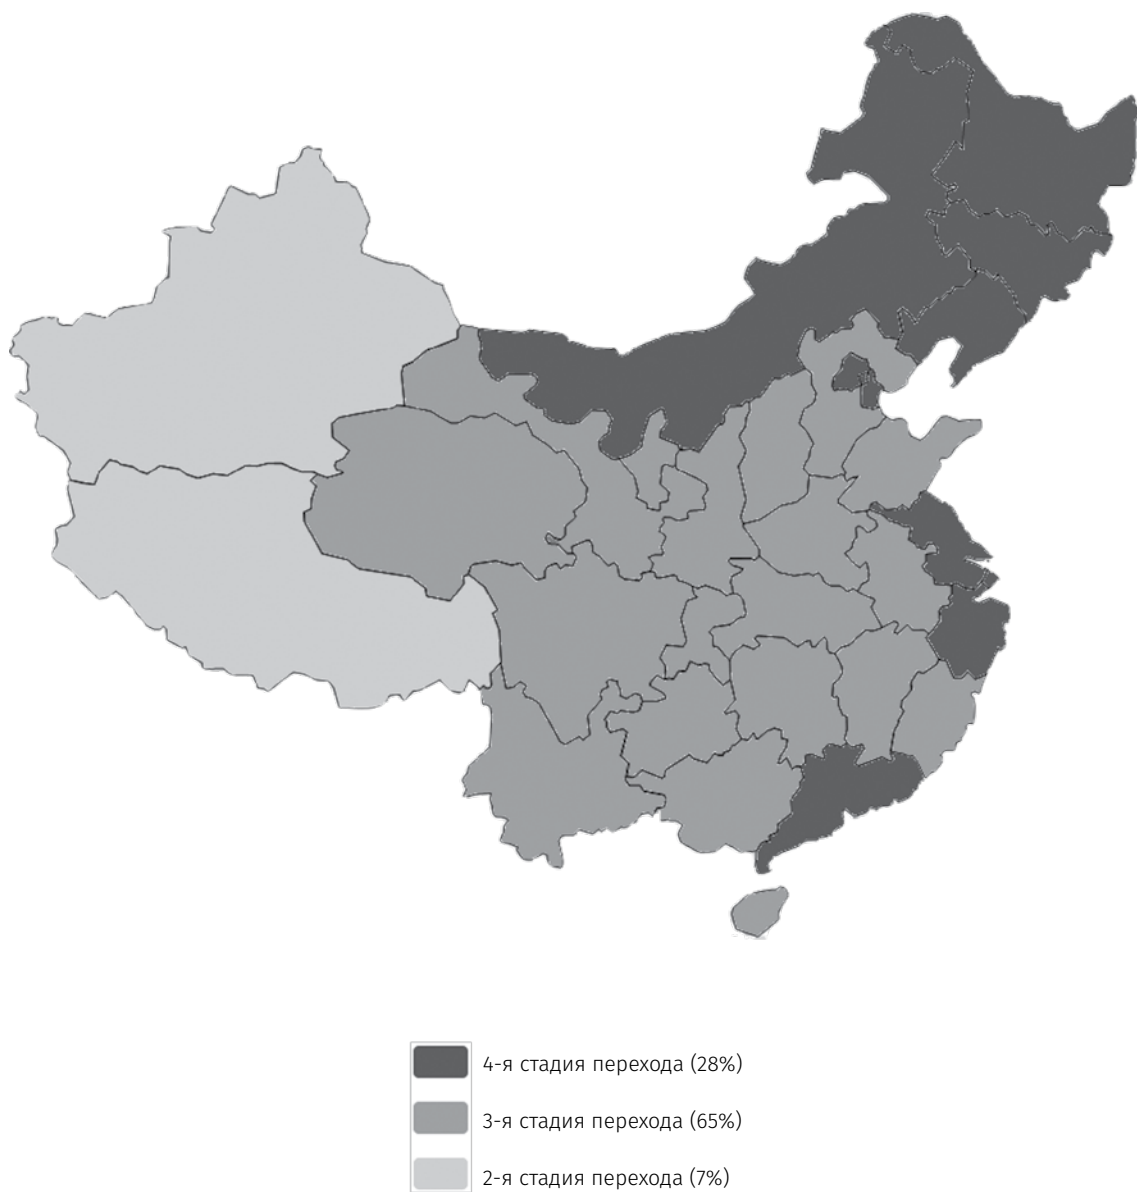 4-я стадия перехода (28%)
3-я стадия перехода (65%)
2-я стадия перехода (7%)